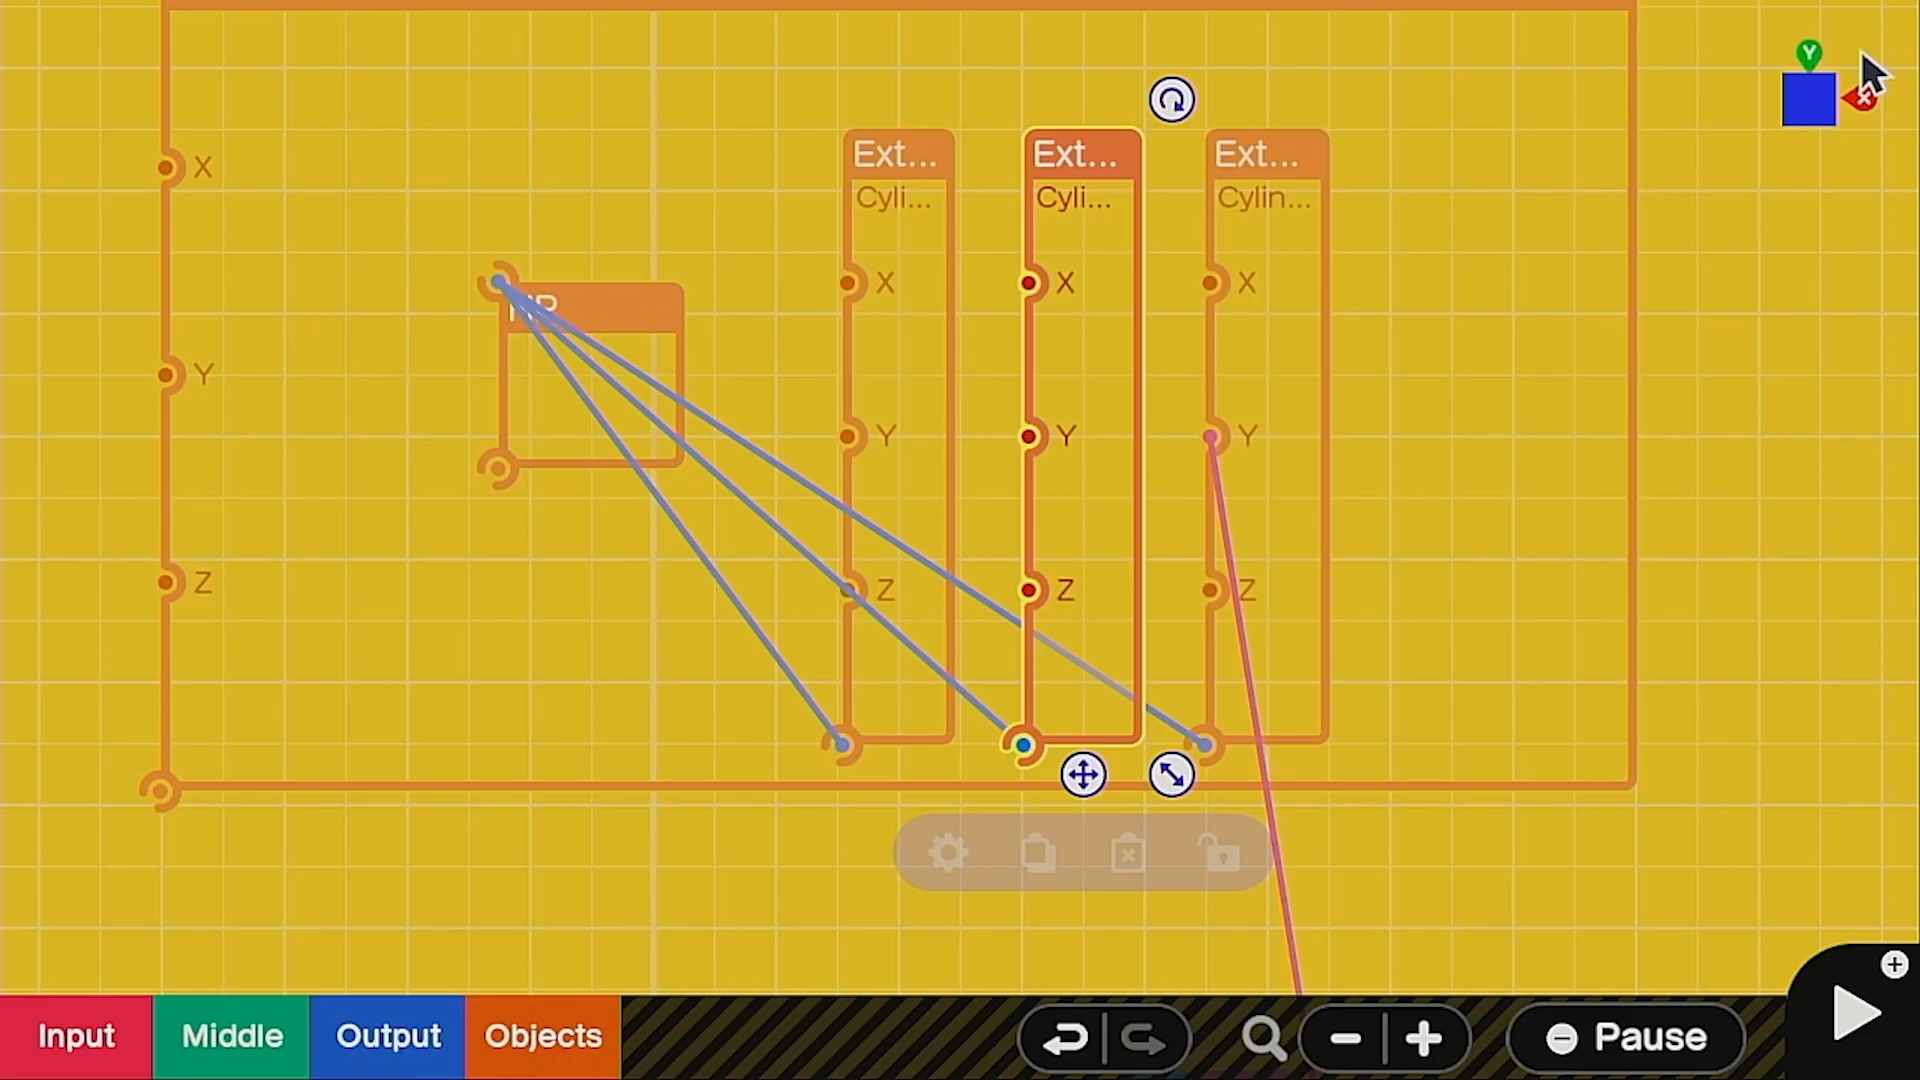 Y
X
Ext... Ext... Ext...
Cyli... Cyli... Cylin...
X
X X X
Y
Y Y Y
Z
Z Z Z
Input Middle Output Objects Pause